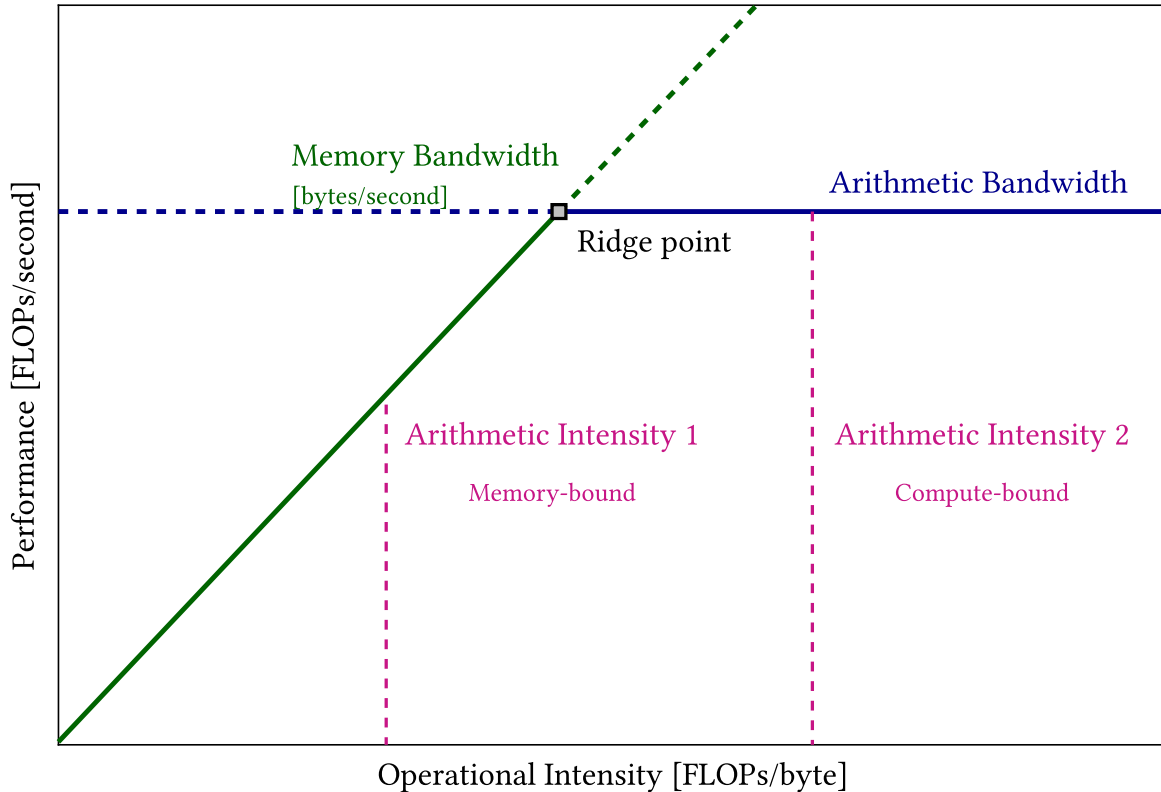 Memory Bandwidth
[bytes/second]
Arithmetic Bandwidth
Ridge point
Performance [FLOPs/second]
Arithmetic Intensity 1
Memory-bound
Arithmetic Intensity 2
Compute-bound
Operational Intensity [FLOPs/byte]